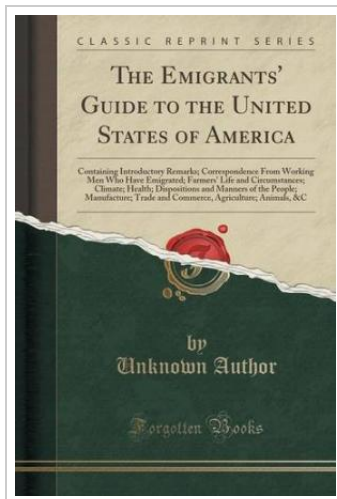 CLASSIC REPRINT SERIES
THE EMIGRANTS'
GUIDE TO THE UNITED
STATES OF AMERICA
Containing Introductory Remarks; Correspondence From Working
Men Who Have Emigrated; Farmers' Life and Circumstances;
Climate; Health; Dispositions and Manners of the People;
Manufacture; Trade and Commerce, Agriculture; Animals, &C
by
Unknown Author
Forgotten Books